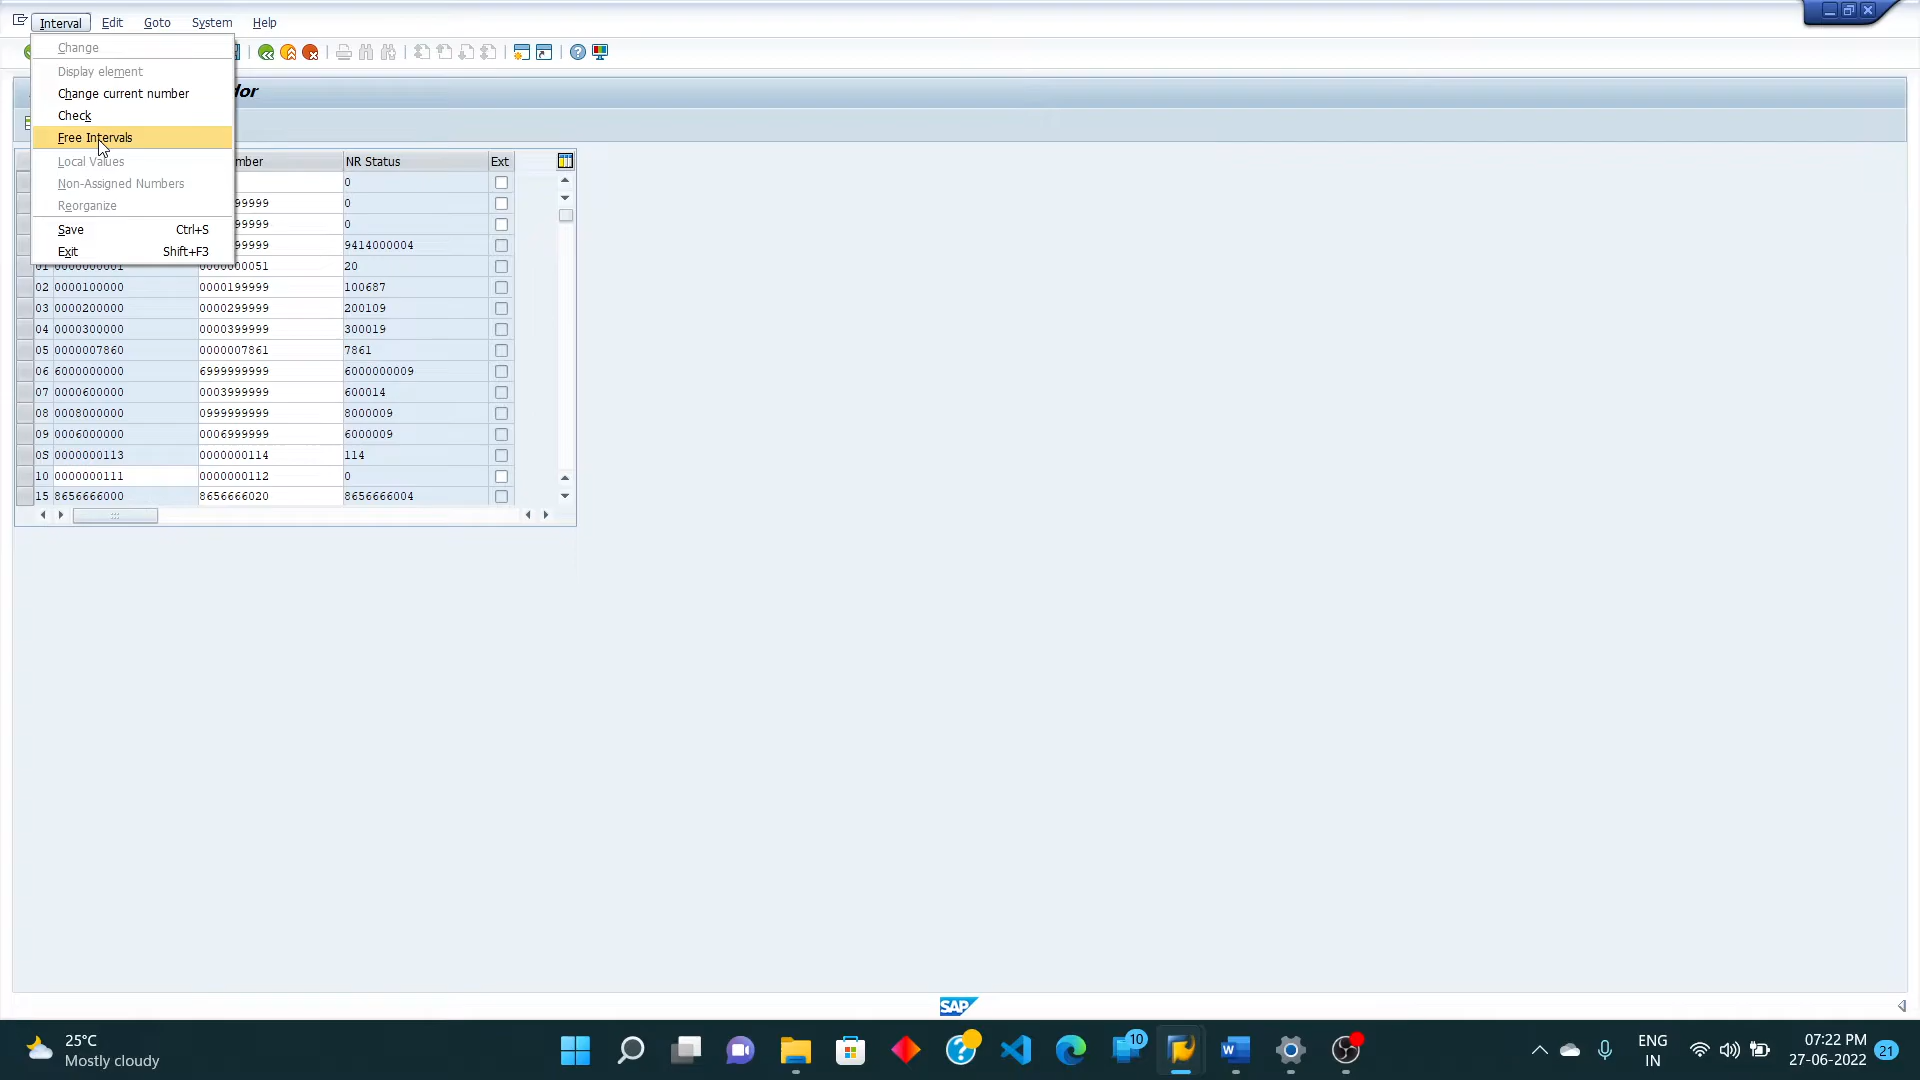 Interval Edit Goto System Help
Change
Display element
Change current number
Check
Free Intervals
Local Values
Non-Assigned Numbers
Reorganize
Save Ctrl+S
Exit Shift+F3
dor
mber NR Status Ext
0
99999 0
99999 0
99999 9414000004
01 0000000001 0000000051 20
02 0000100000 0000199999 100687
03 0000200000 0000299999 200109
04 0000300000 0000399999 300019
05 0000007860 0000007861 7861
06 6000000000 6999999999 6000000009
07 0000600000 0003999999 600014
08 0008000000 0999999999 8000009
09 0006000000 0006999999 6000009
0S 0000000113 0000000114 114
10 0000000111 0000000112 0
15 8656666000 8656666020 8656666004
SAP
25°C
Mostly cloudy
10
W
ENG
IN
07:22 PM
27-06-2022
21